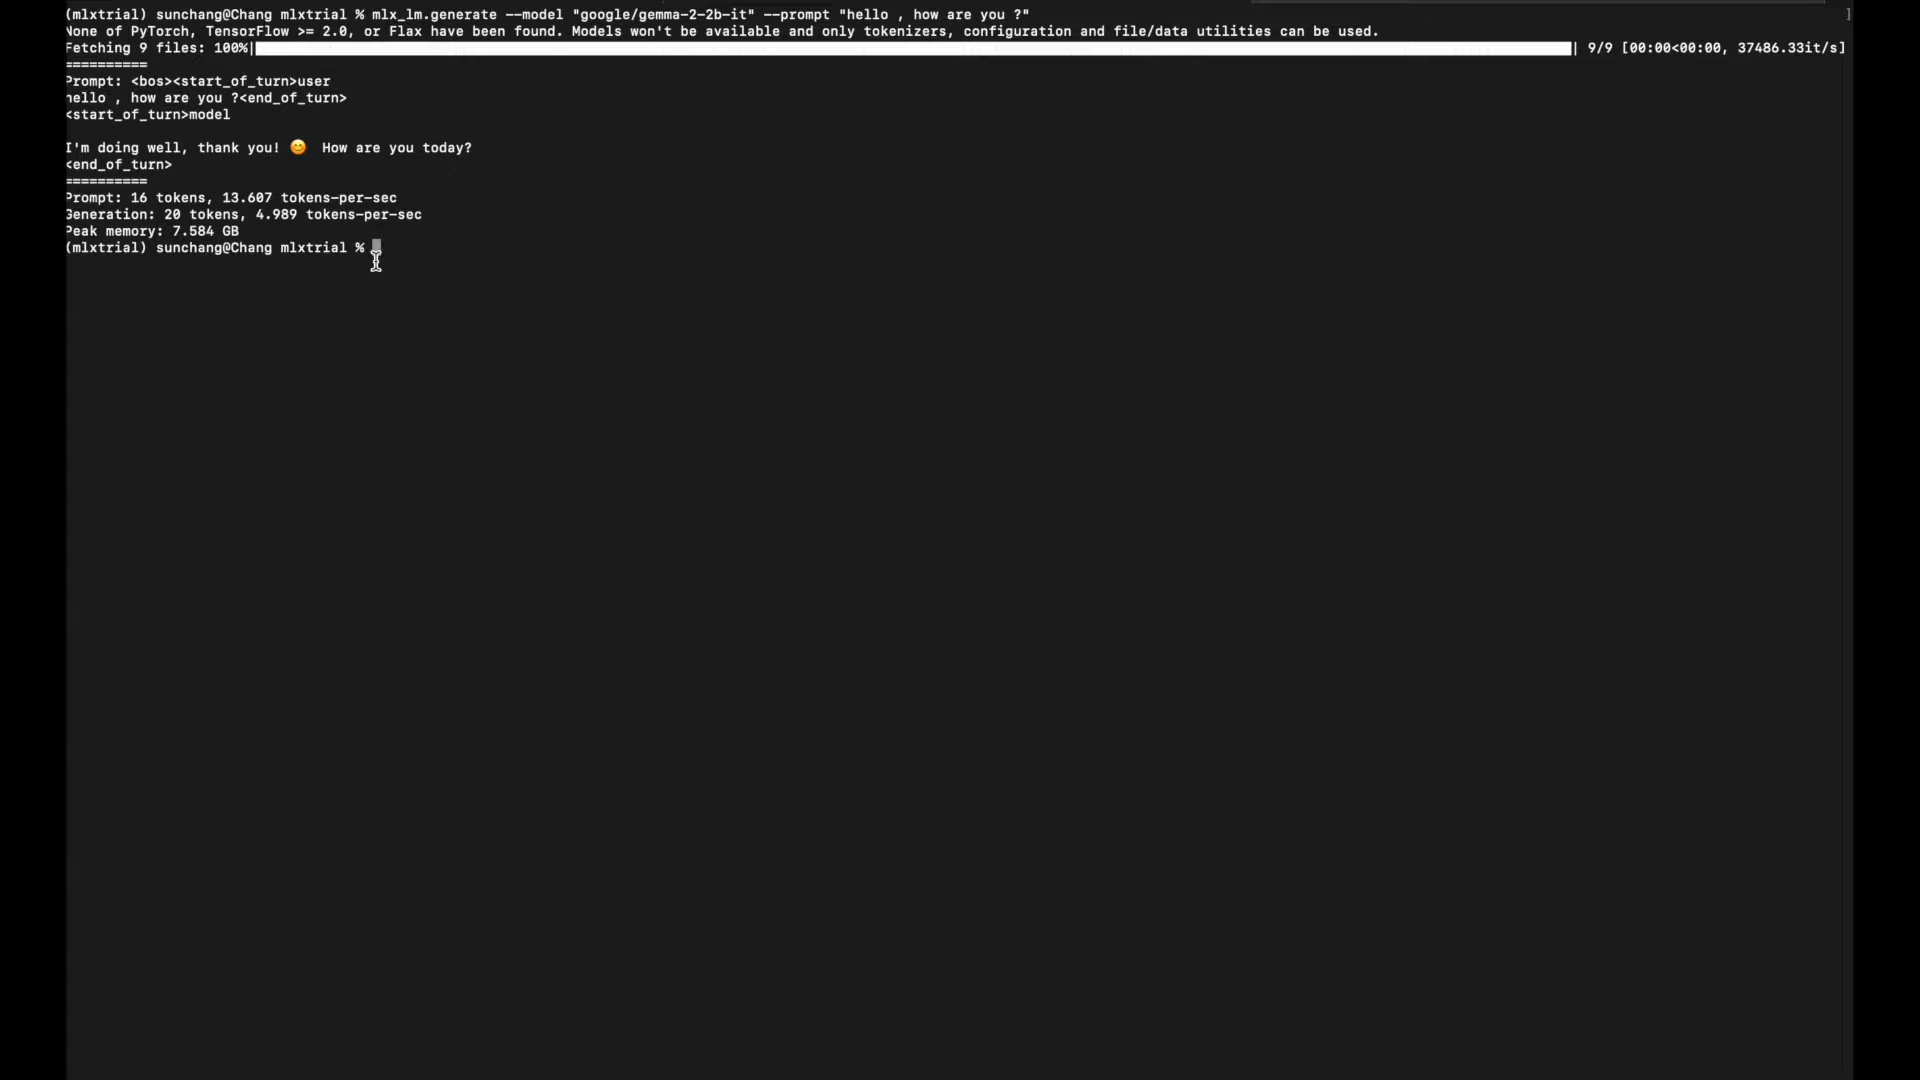 (mlxtrial) sunchang@Chang mlxtrial % mlx_lm.generate --model "google/gemma-2-2b-it" --prompt "hello , how are you ?"
None of PyTorch, TensorFlow >= 2.0, or Flax have been found. Models won't be available and only tokenizers, configuration and file/data utilities can be used.
Fetching 9 files: 100%| | 9/9 [00:00<00:00, 37486.33it/s]
==========
Prompt: <bos><start_of_turn>user
hello , how are you ?<end_of_turn>
<start_of_turn>model
I'm doing well, thank you! 😊  How are you today?
<end_of_turn>
==========
Prompt: 16 tokens, 13.607 tokens-per-sec
Generation: 20 tokens, 4.989 tokens-per-sec
Peak memory: 7.584 GB
(mlxtrial) sunchang@Chang mlxtrial %